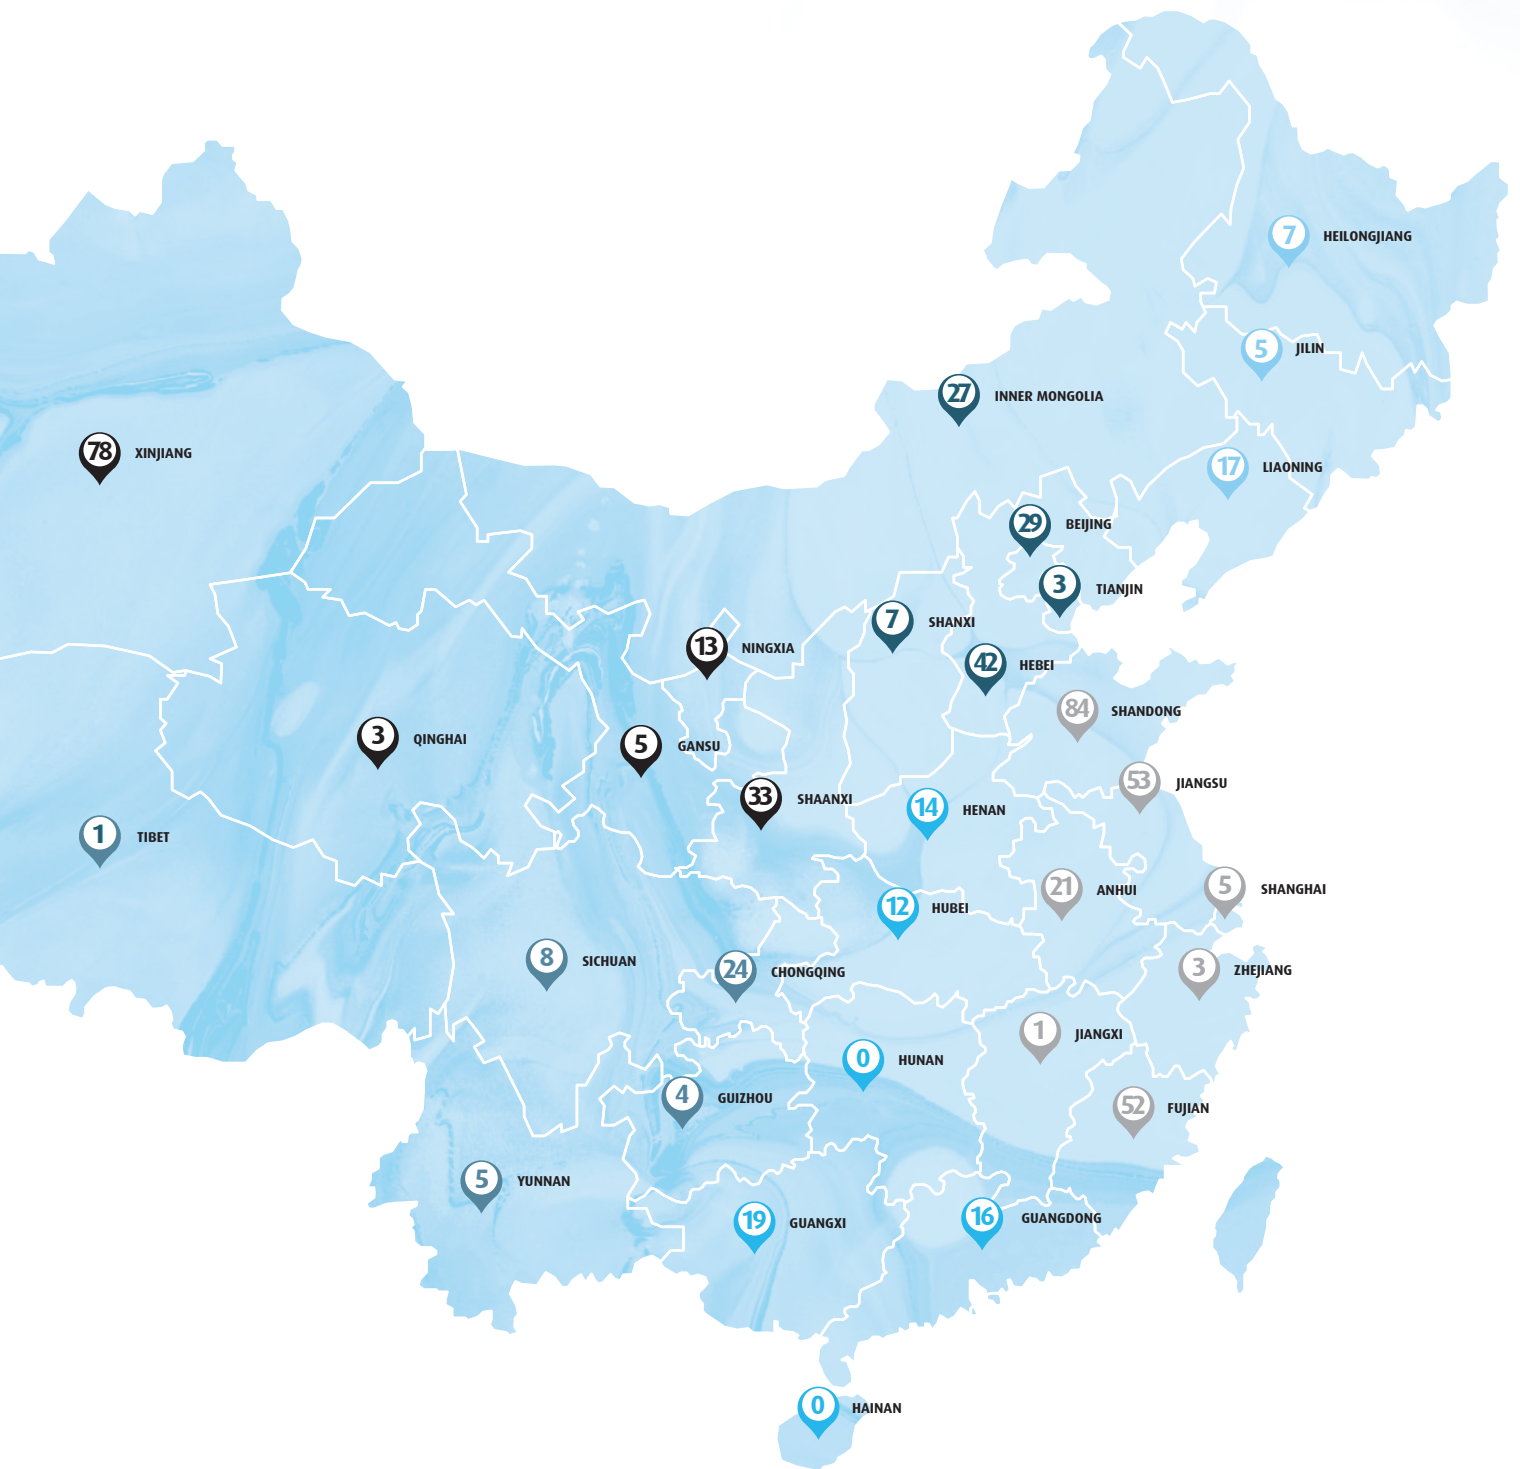 7 HEILONGJIANG
5 JILIN
27 INNER MONGOLIA
78 XINJIANG
17 LIAONING
29 BEIJING
3 TIANJIN
7 SHANXI
13 NINGXIA
42 HEBEI
84 SHANDONG
3 QINGHAI
5 GANSU
53 JIANGSU
33 SHAANXI
14 HENAN
1 TIBET
21 ANHUI
5 SHANGHAI
12 HUBEI
8 SICHUAN
24 CHONGQING
3 ZHEJIANG
1 JIANGXI
0 HUNAN
4 GUIZHOU
52 FUJIAN
5 YUNNAN
19 GUANGXI
16 GUANGDONG
0 HAINAN